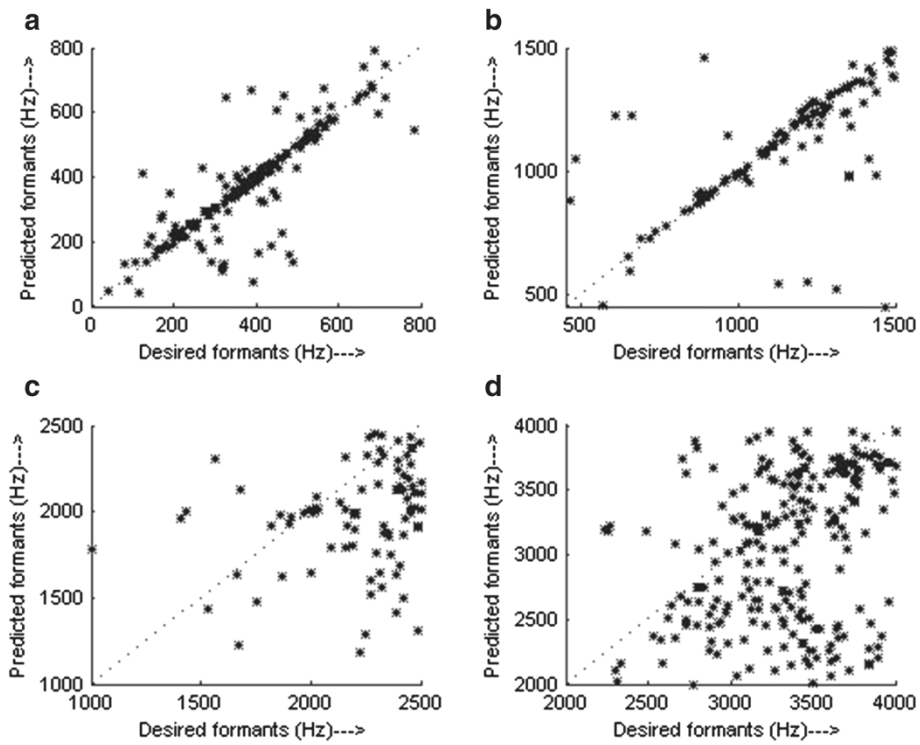 a
800
600
400
200
0
0 200 400 600 800
Predicted formants (Hz)--->
Desired formants (Hz)--->
b
1500
1000
500
500 1000 1500
Predicted formants (Hz)--->
Desired formants (Hz)--->
c
2500
2000
1500
1000
1000 1500 2000 2500
Predicted formants (Hz)--->
Desired formants (Hz)--->
d
4000
3000
2500
2000
2000 2500 3000 3500 4000
Predicted formants (Hz)--->
Desired formants (Hz)--->